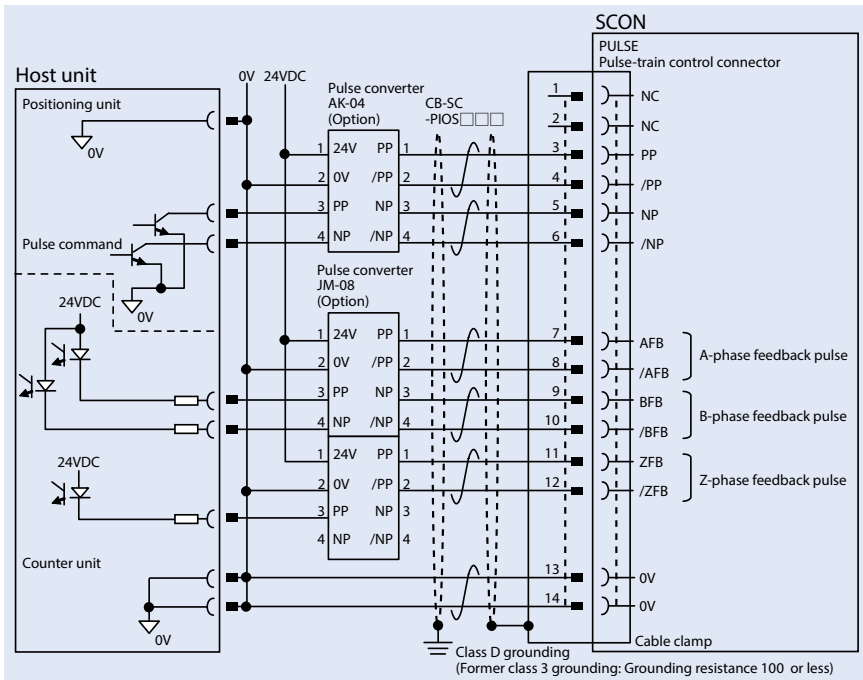 SCON
PULSE
Pulse-train control connector
Host unit
0V 24VDC
Positioning unit
0V
Pulse command
0V
24VDC
24VDC
Counter unit
0V
Pulse converter
AK-04
(Option)
CB-SC
-PIOS□□□
1 24V PP 1
2 0V /PP 2
3 PP NP 3
4 NP /NP 4
Pulse converter
JM-08
(Option)
1 24V PP 1
2 0V /PP 2
3 PP NP 3
4 NP /NP 4
1 24V PP 1
2 0V /PP 2
3 PP NP 3
4 NP /NP 4
1 NC
2 NC
3 PP
4 /PP
5 NP
6 /NP
7 AFB
8 /AFB
A-phase feedback pulse
9 BFB
10 /BFB
B-phase feedback pulse
11 ZFB
12 /ZFB
Z-phase feedback pulse
13 0V
14 0V
Cable clamp
Class D grounding
(Former class 3 grounding: Grounding resistance 100 or less)